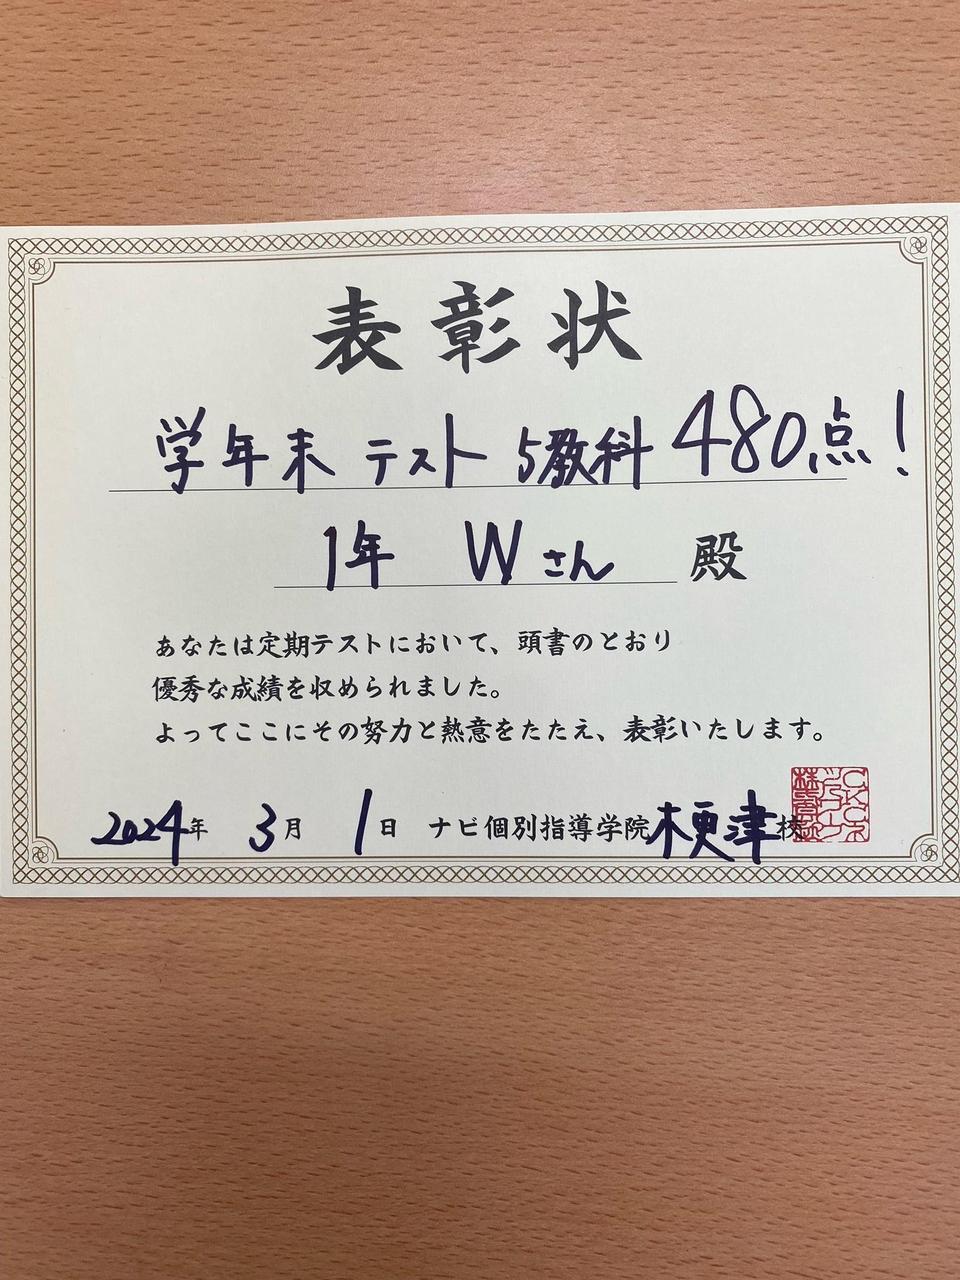 表彰状
学年末 テスト 5教科 480点!
1年 Wさん 殿
あなたは定期テストにおいて、頭書のとおり
優秀な成績を収められました。
よってここにその努力と熱意をたたえ、表彰いたします。
2024年 3月 1日 ナビ個別指導学院木更津校